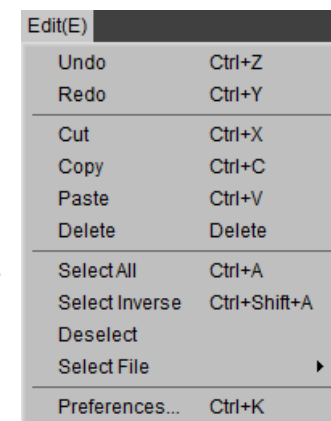 Edit(E)
Undo Ctrl+Z
Redo Ctrl+Y
Cut Ctrl+X
Copy Ctrl+C
Paste Ctrl+V
Delete Delete
Select All Ctrl+A
Select Inverse Ctrl+Shift+A
Deselect
Select File
Preferences... Ctrl+K